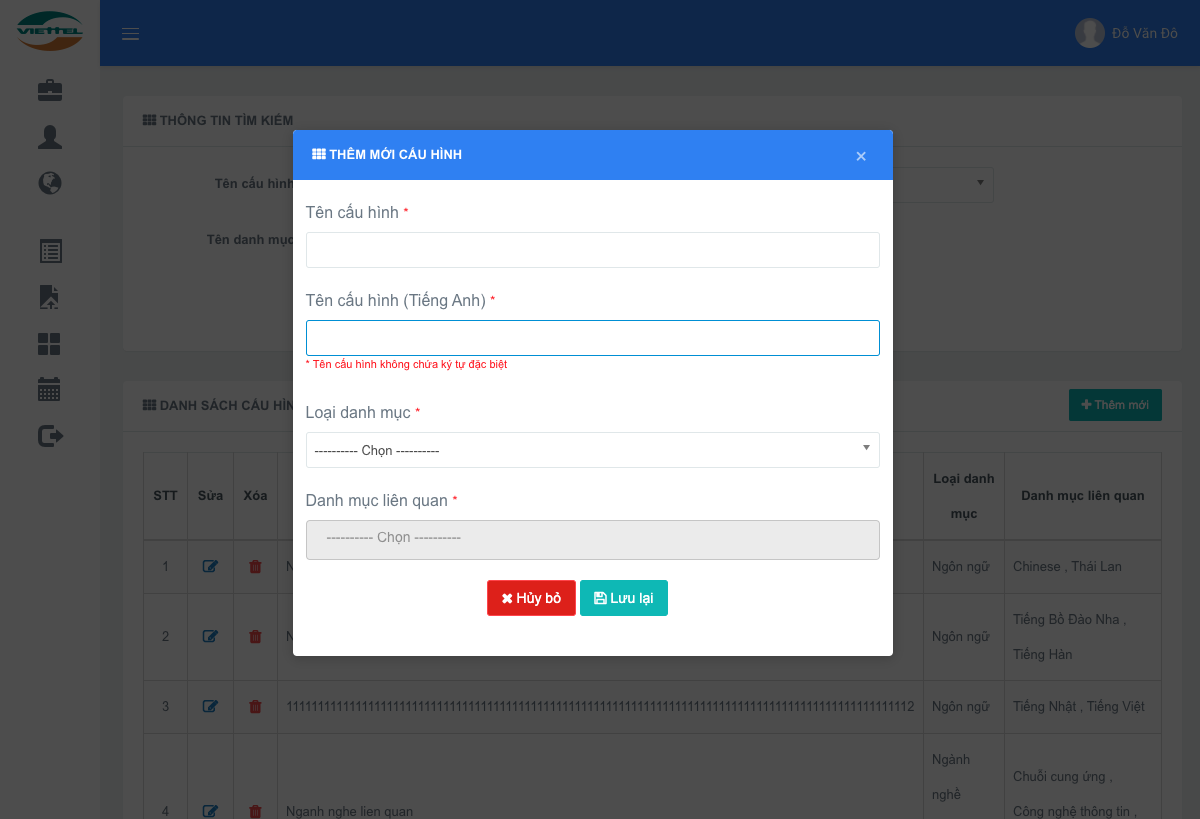 VIETTEL
Đỗ Văn Đô
THÔNG TIN TÌM KIẾM
THÊM MỚI CẤU HÌNH
×
Tên cấu hình
Tên danh mục
Tên cấu hình *
Tên cấu hình (Tiếng Anh) *
* Tên cấu hình không chứa ký tự đặc biệt
Loại danh mục *
---------- Chọn ----------
Danh mục liên quan *
---------- Chọn ----------
Hủy bỏ Lưu lại
DANH SÁCH CẤU HÌN
Thêm mới
STT Sửa Xóa Loại danh mục Danh mục liên quan
1 N Ngôn ngữ Chinese , Thái Lan
2 N Ngôn ngữ Tiếng Bồ Đào Nha ,
Tiếng Hàn
3 Ngôn ngữ Tiếng Nhật , Tiếng Việt
4 Nganh nghe lien quan Ngành
nghề
Chuỗi cung ứng ,
Công nghệ thông tin ,